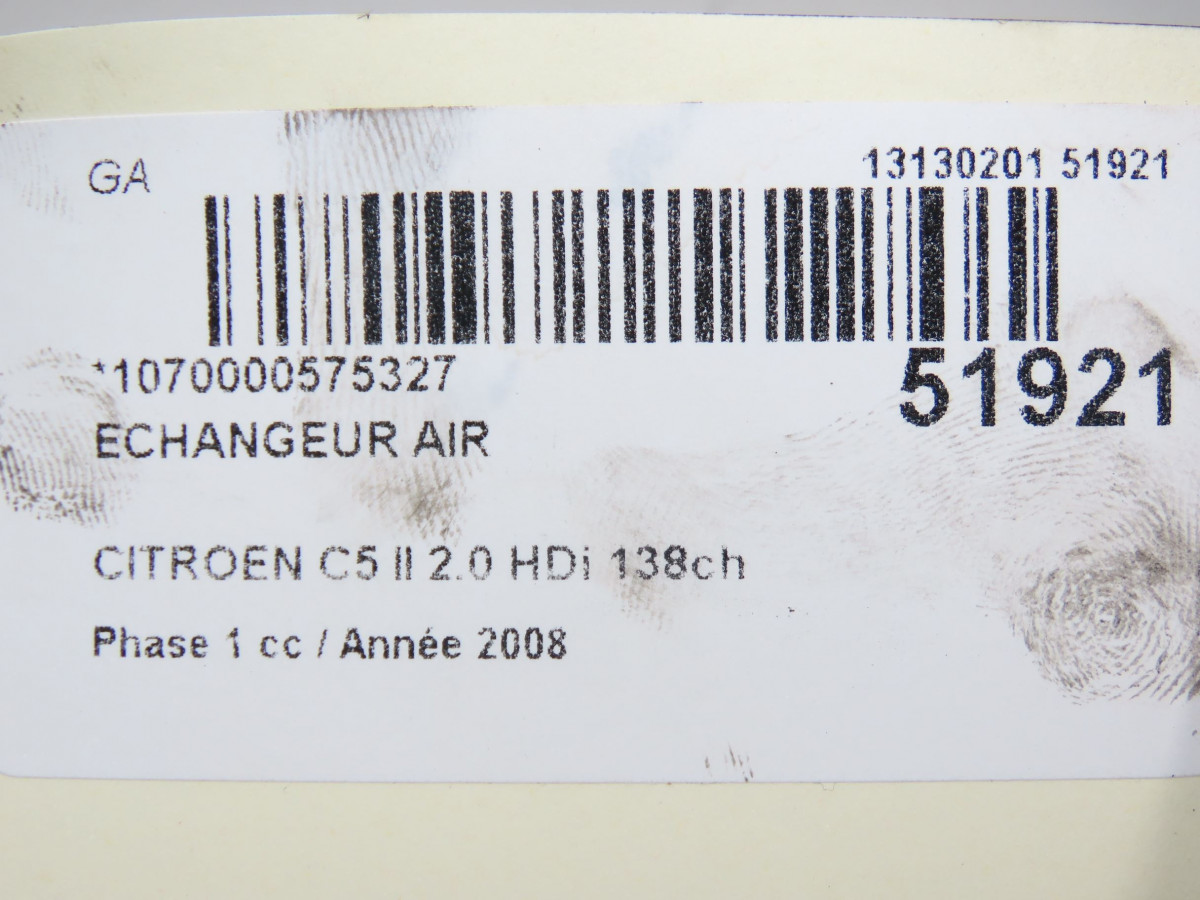 GA
13130201 51921
*1070000575327
51921
ECHANGEUR AIR
CITROEN C5 II 2.0 HDi 138ch
Phase 1 cc / Année 2008